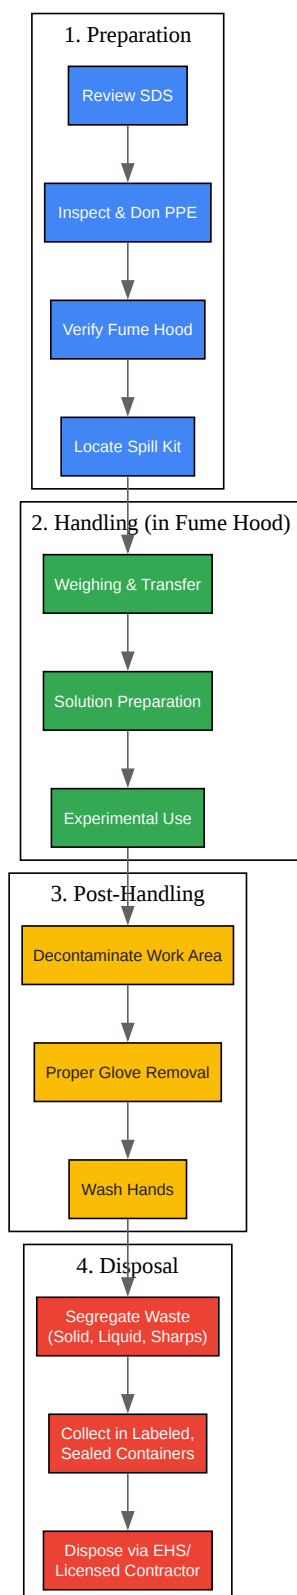 1. Preparation
Review SDS
Inspect & Don PPE
Verify Fume Hood
Locate Spill Kit
2. Handling (in Fume Hood)
Weighing & Transfer
Solution Preparation
Experimental Use
3. Post-Handling
Decontaminate Work Area
Proper Glove Removal
Wash Hands
4. Disposal
Segregate Waste
(Solid, Liquid, Sharps)
Collect in Labeled,
Sealed Containers
Dispose via EHS/
Licensed Contractor